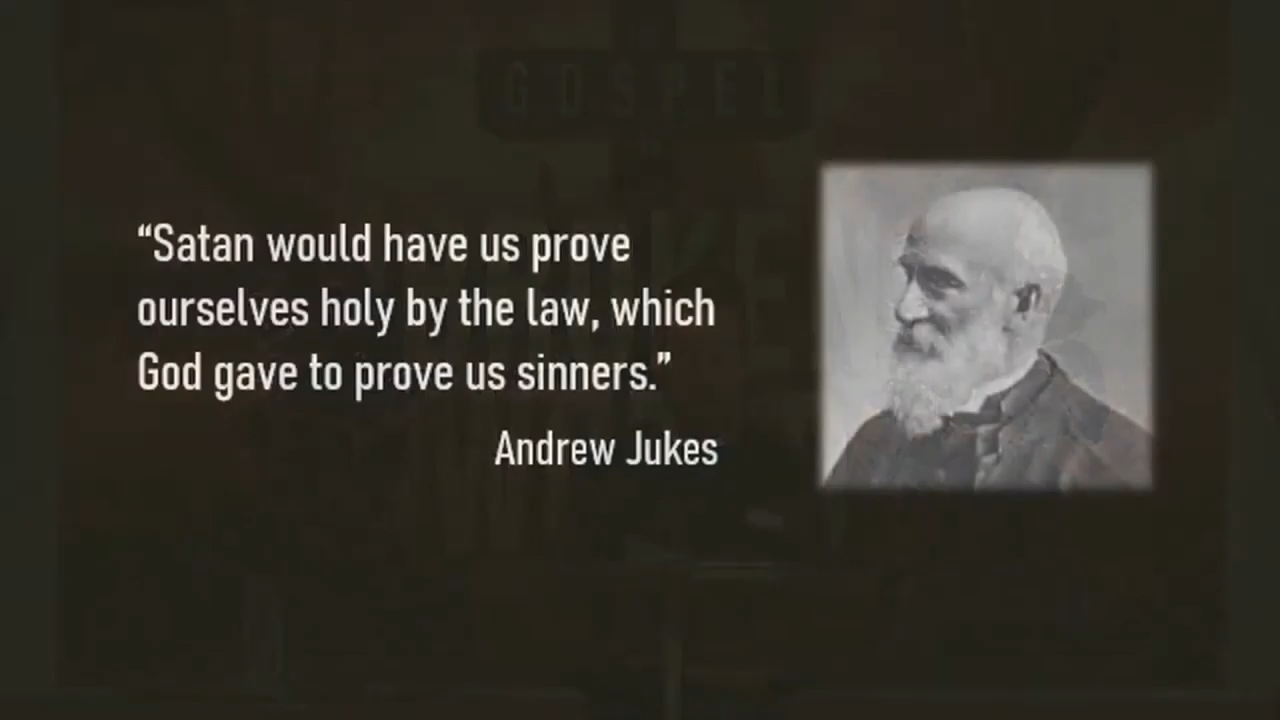 GOSPEL
“Satan would have us prove
ourselves holy by the law, which
God gave to prove us sinners.”
Andrew Jukes